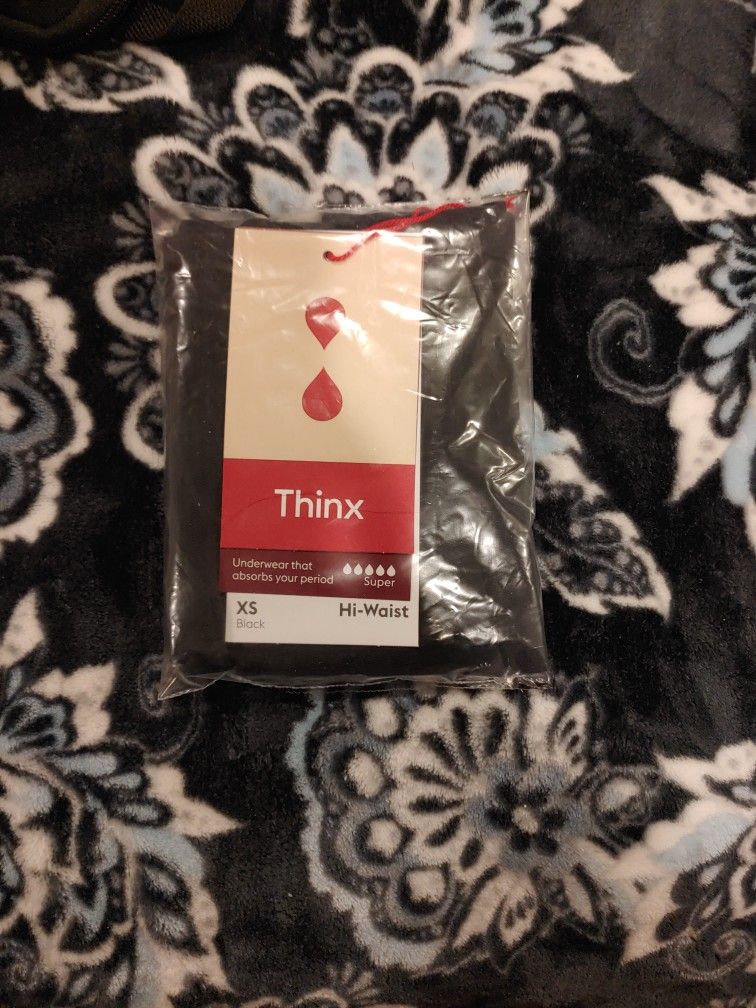 Thinx
Underwear that
absorbs your period
Super
XS
Hi-Waist
Black